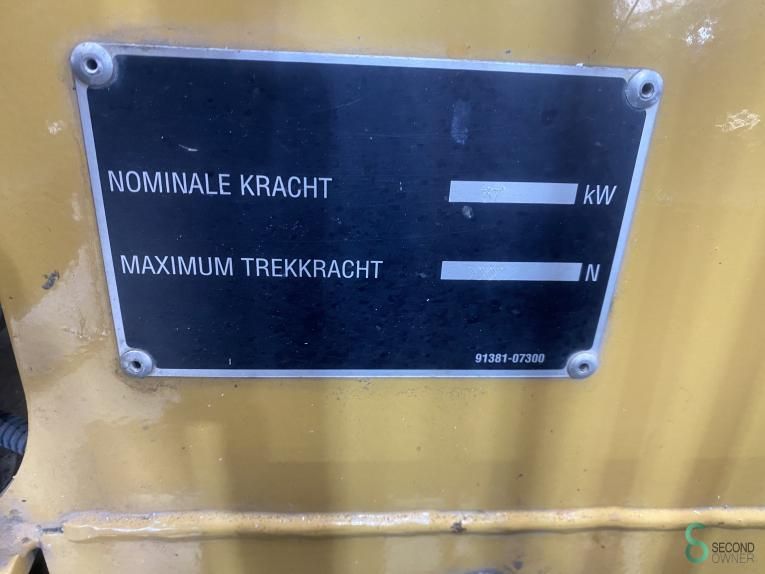 NOMINALE KRACHT kW
MAXIMUM TREKKRACHT N
91381-07300
SECOND
OWNER